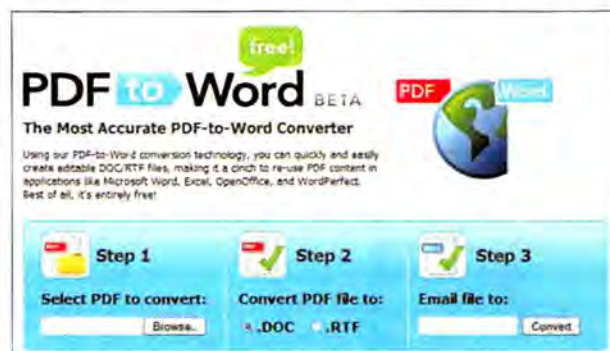 free!
PDF to Word BETA
PDF Word
The Most Accurate PDF-to-Word Converter
Using our PDF-to-Word conversion technology, you can quickly and easily
create editable DOC/RTF files, making it a cinch to re-use PDF content in
applications like Microsoft Word, Excel, OpenOffice, and WordPerfect.
Best of all, it's entirely free!
Step 1
Select PDF to convert:
Browse..
Step 2
Convert PDF file to:
.DOC .RTF
Step 3
Email file to:
Convert